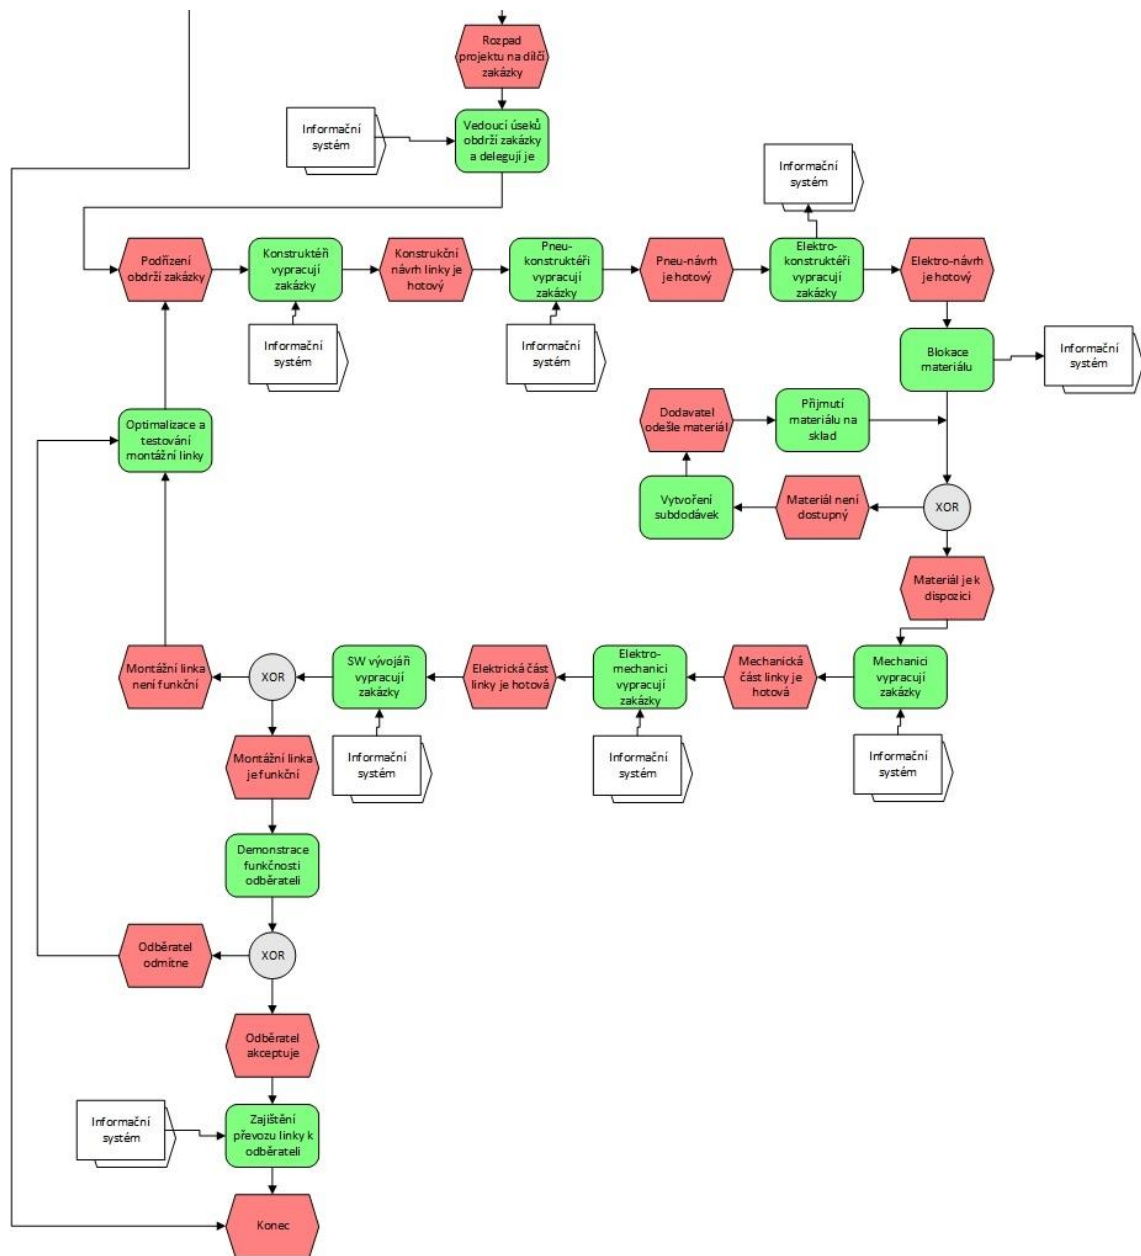 Rozpad
projektu na dílčí
zakázky
Informační
systém
Vedoucí úseků
obdrží zakázky
a delegují je
Informační
systém
Podřízení
obdrží zakázky
Konstruktéři
vypracují
zakázky
Konstrukční
návrh linky je
hotový
Pneu-
konstruktéři
vypracují
zakázky
Pneu-návrh
je hotový
Elektro-
konstruktéři
vypracují
zakázky
Elektro-návrh
je hotový
Informační
systém
Informační
systém
Blokace
materiálu
Informační
systém
Optimalizace a
testování
montážní linky
Dodavatel
odešle materiál
Přijmutí
materiálu na
sklad
Vytvoření
subdodávek
Materiál není
dostupný
XOR
Materiál je k
dispozici
Montážní linka
není funkční
XOR
SW vývojáři
vypracují
zakázky
Elektrická část
linky je hotová
Elektro-
mechanici
vypracují
zakázky
Mechanická
část linky je
hotová
Mechanici
vypracují
zakázky
Montážní linka
je funkční
Informační
systém
Informační
systém
Informační
systém
Demonstrace
funkčnosti
odběrateli
Odběratel
odmítne
XOR
Odběratel
akceptuje
Informační
systém
Zajištění
převozu linky k
odběrateli
Konec